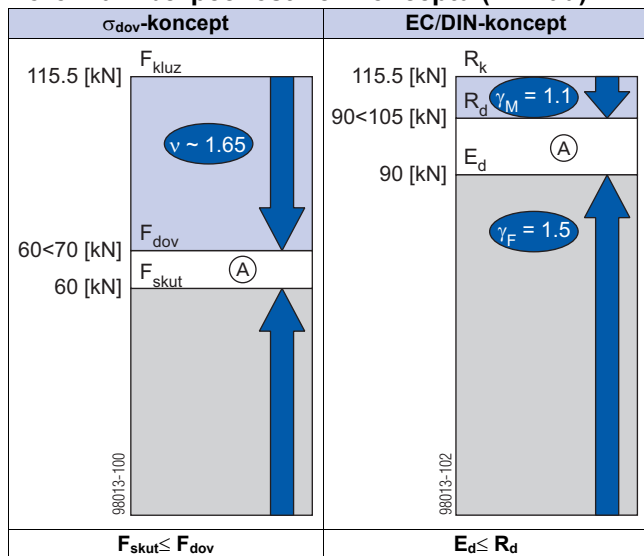 σdov-koncept
EC/DIN-koncept
Fkluz
115.5 [kN]
ν ~ 1.65
Fdov
60<70 [kN]
Fskut
A
60 [kN]
98013-100
Fskut≤ Fdov
Rk
115.5 [kN]
γM = 1.1
Rd
90<105 [kN]
A
Ed
90 [kN]
γF = 1.5
98013-102
Ed≤ Rd